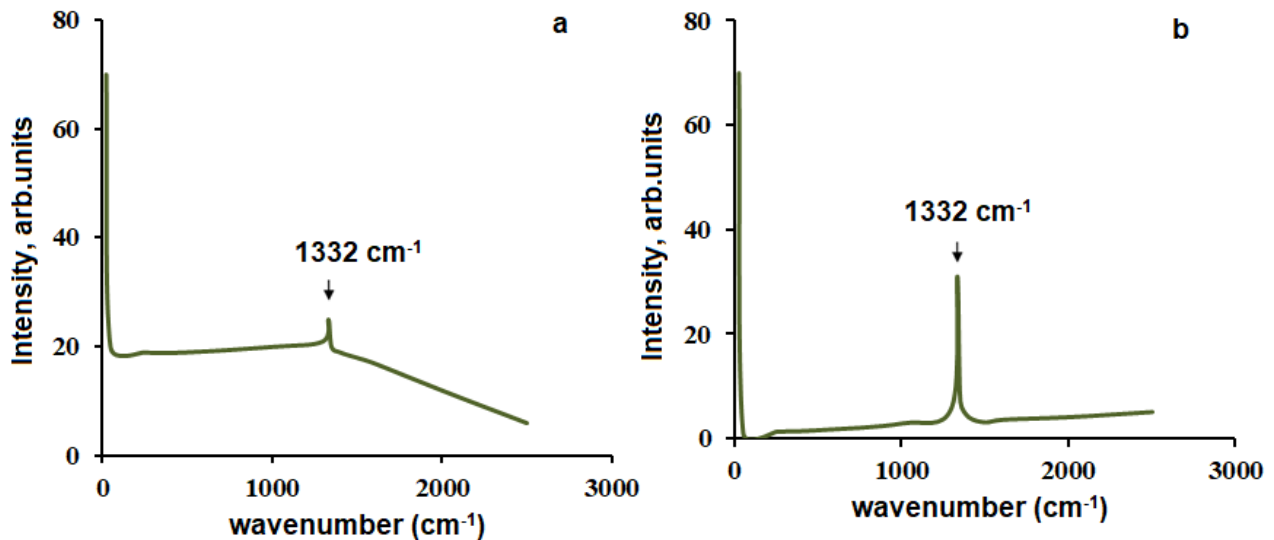 a
Intensity, arb.units
80
60
40
20
0
1332 cm⁻¹
0 1000 2000 3000
wavenumber (cm⁻¹)
b
Intensity, arb.units
80
60
40
20
0
1332 cm⁻¹
0 1000 2000 3000
wavenumber (cm⁻¹)